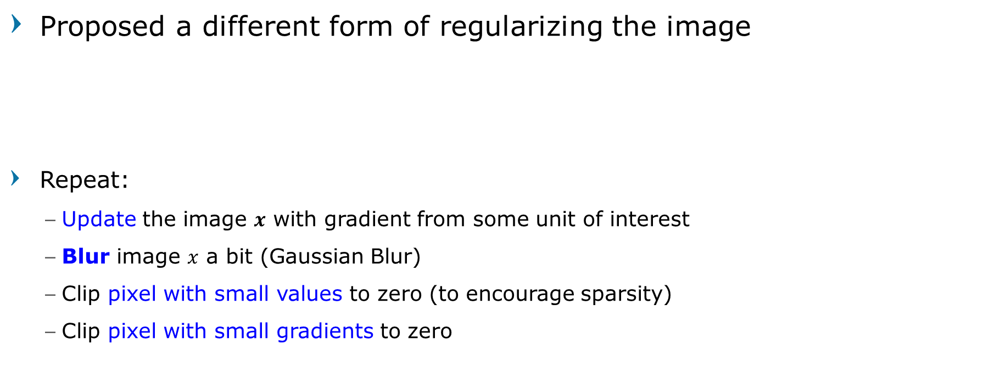 Proposed a different form of regularizing the image
Repeat:
– Update the image x with gradient from some unit of interest
– Blur image x a bit (Gaussian Blur)
– Clip pixel with small values to zero (to encourage sparsity)
– Clip pixel with small gradients to zero